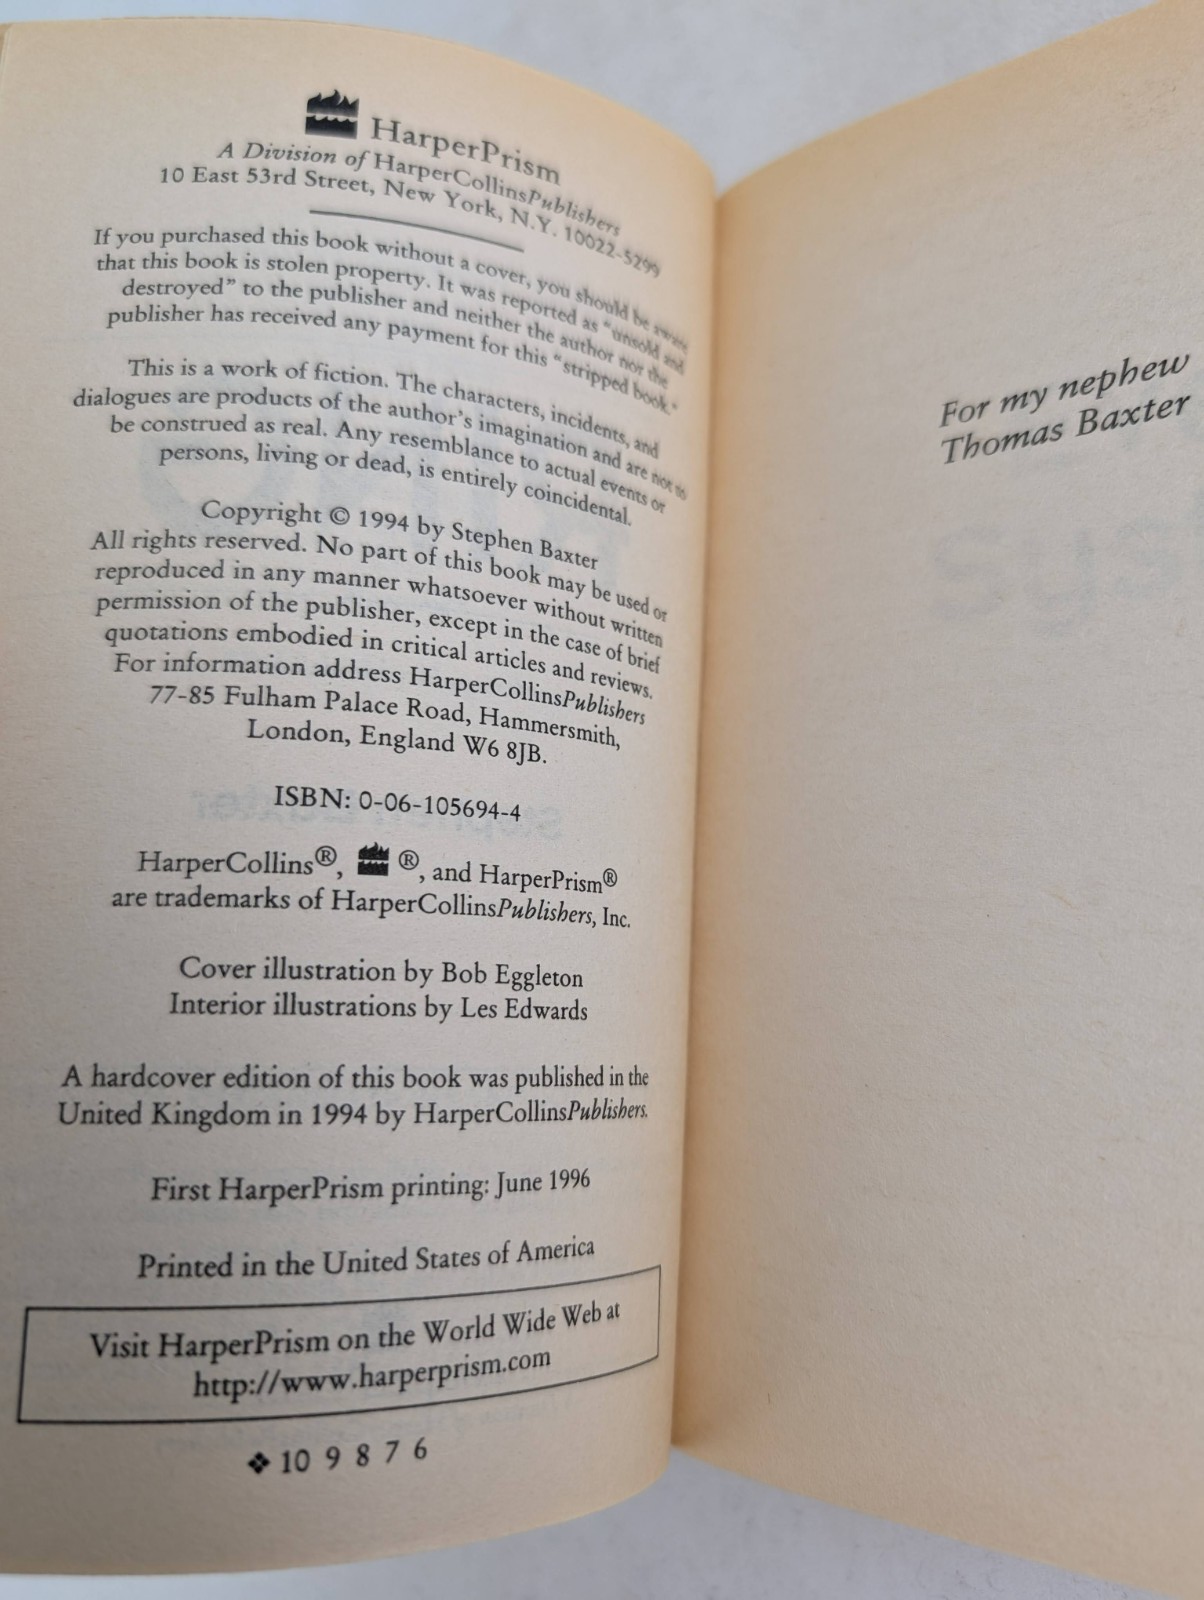 HarperPrism
A Division of HarperCollinsPublishers
10 East 53rd Street, New York, N.Y. 10022-5299
If you purchased this book without a cover, you should be aware
that this book is stolen property. It was reported as “unsold and
destroyed” to the publisher and neither the author nor the
publisher has received any payment for this “stripped book.”
This is a work of fiction. The characters, incidents, and
dialogues are products of the author's imagination and are not to
be construed as real. Any resemblance to actual events or
persons, living or dead, is entirely coincidental.
Copyright © 1994 by Stephen Baxter
All rights reserved. No part of this book may be used or
reproduced in any manner whatsoever without written
permission of the publisher, except in the case of brief
quotations embodied in critical articles and reviews.
For information address HarperCollinsPublishers
77-85 Fulham Palace Road, Hammersmith,
London, England W6 8JB.
ISBN: 0-06-105694-4
HarperCollins®, ®, and HarperPrism®
are trademarks of HarperCollinsPublishers, Inc.
Cover illustration by Bob Eggleton
Interior illustrations by Les Edwards
A hardcover edition of this book was published in the
United Kingdom in 1994 by HarperCollinsPublishers.
First HarperPrism printing: June 1996
Printed in the United States of America
Visit HarperPrism on the World Wide Web at
http://www.harperprism.com
❖ 10 9 8 7 6
For my nephew
Thomas Baxter